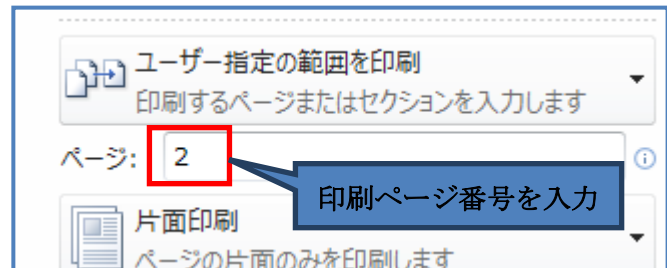 ユーザー指定の範囲を印刷
印刷するページまたはセクションを入力します
ページ: 2
印刷ページ番号を入力
片面印刷
ページの片面のみを印刷します